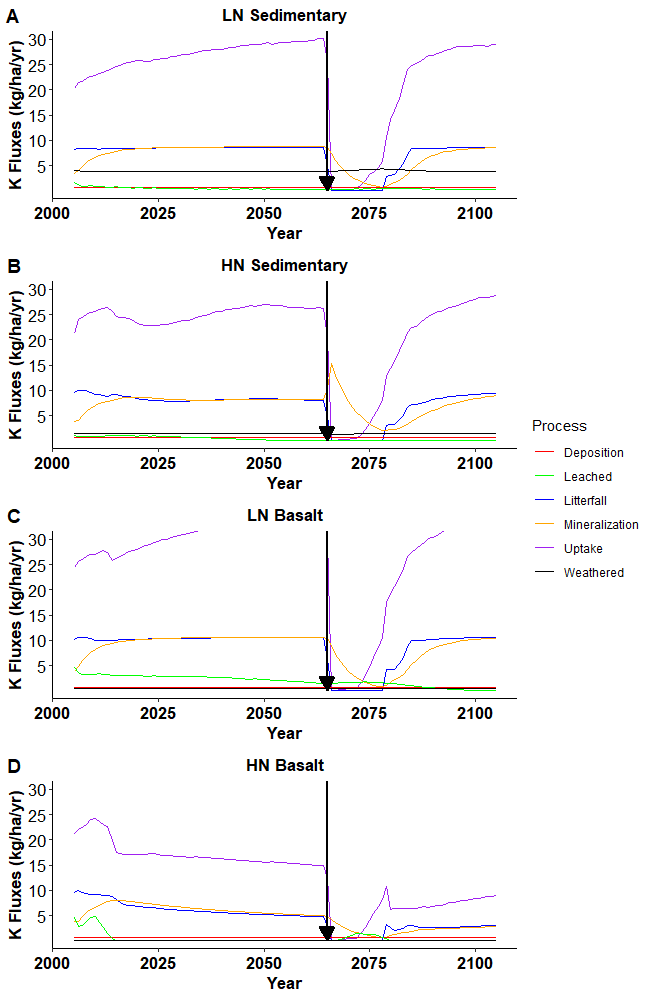 A LN Sedimentary
K Fluxes (kg/ha/yr)
30
25
20
15
10
5
2000 2025 2050 2075 2100
Year
B HN Sedimentary
K Fluxes (kg/ha/yr)
30
25
20
15
10
5
2000 2025 2050 2075 2100
Year
C LN Basalt
K Fluxes (kg/ha/yr)
30
25
20
15
10
5
2000 2025 2050 2075 2100
Year
D HN Basalt
K Fluxes (kg/ha/yr)
30
25
20
15
10
5
2000 2025 2050 2075 2100
Year
Process
Deposition
Leached
Litterfall
Mineralization
Uptake
Weathered